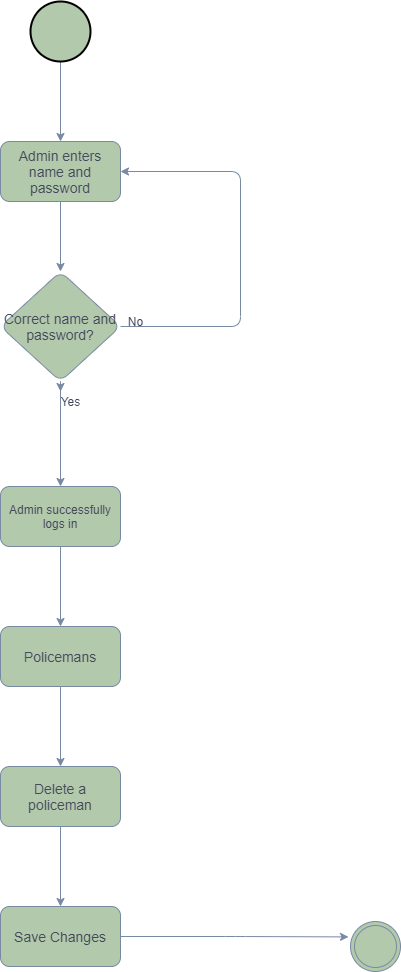 Admin enters
name and
password
Correct name and
password?
No
Yes
Admin successfully
logs in
Policemans
Delete a
policeman
Save Changes